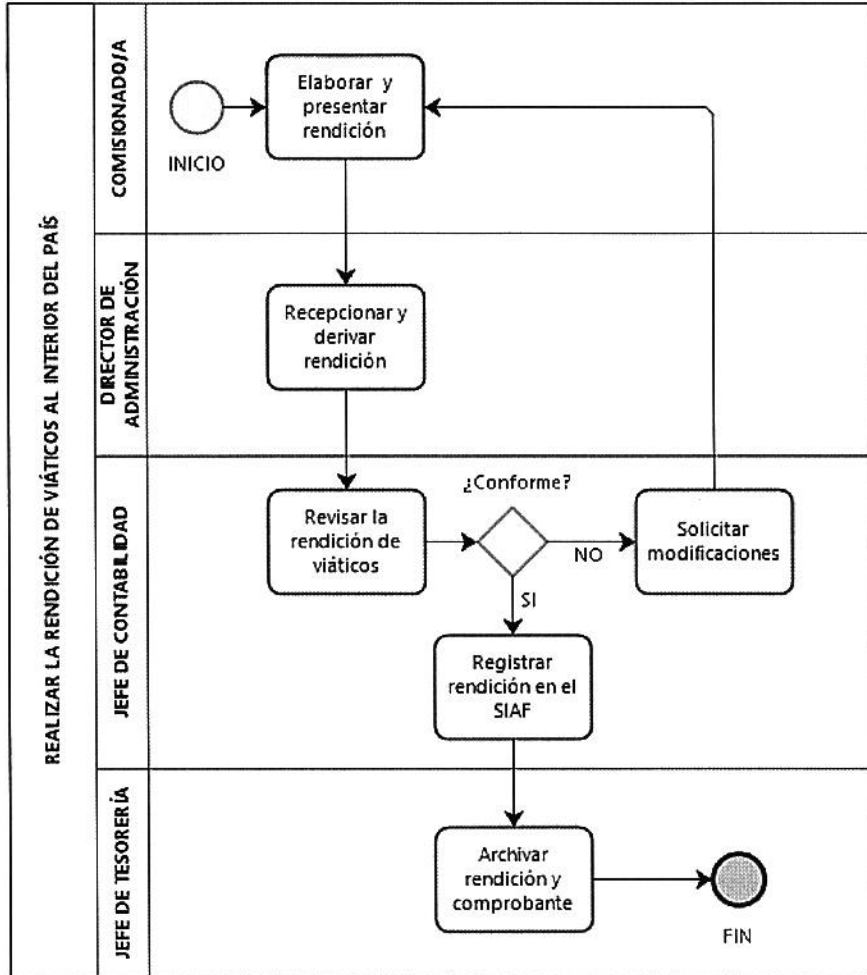 REALIZAR LA RENDICIÓN DE VIÁTICOS AL INTERIOR DEL PAÍS
COMISIONADO/A
INICIO
Elaborar y
presentar
rendición
DIRECTOR DE
ADMINISTRACIÓN
Recepcionar y
derivar
rendición
JEFE DE CONTABILIDAD
Revisar la
rendición de
viáticos
¿Conforme?
NO
Solicitar
modificaciones
SI
Registrar
rendición en el
SIAF
JEFE DE TESORERÍA
Archivar
rendición y
comprobante
FIN